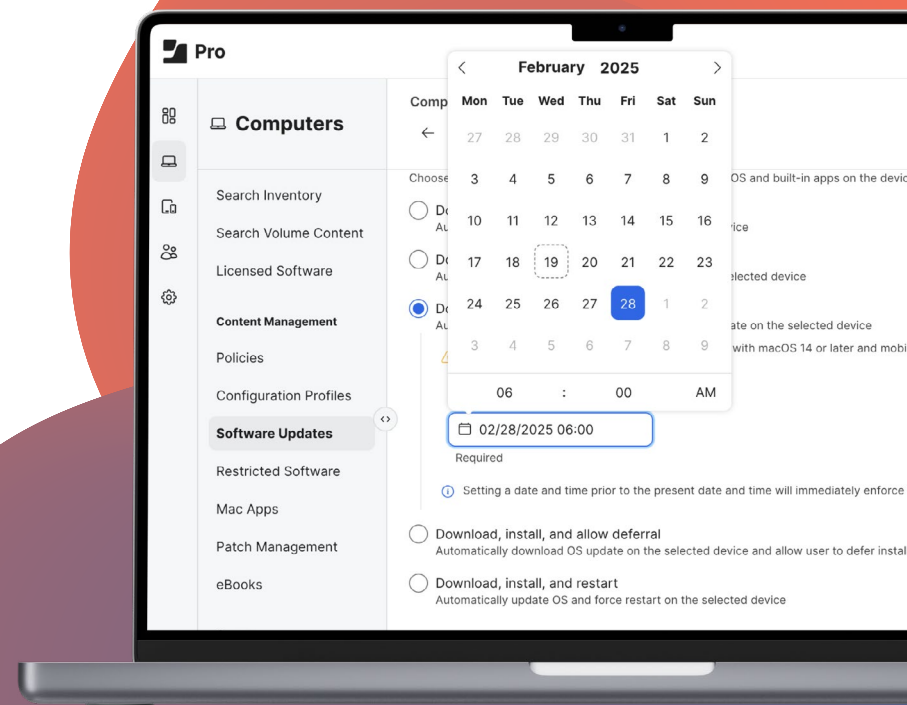 Pro
Computers
Search Inventory
Search Volume Content
Licensed Software
Content Management
Policies
Configuration Profiles
Software Updates
Restricted Software
Mac Apps
Patch Management
eBooks
Comp
February 2025
Mon Tue Wed Thu Fri Sat Sun
27 28 29 30 31 1 2
3 4 5 6 7 8 9
10 11 12 13 14 15 16
17 18 19 20 21 22 23
24 25 26 27 28 1 2
3 4 5 6 7 8 9
06 : 00 AM
Choose OS and built-in apps on the devic
Do
Au vice
Do
Au elected device
Do
Au ate on the selected device
with macOS 14 or later and mobi
02/28/2025 06:00
Required
Setting a date and time prior to the present date and time will immediately enforce
Download, install, and allow deferral
Automatically download OS update on the selected device and allow user to defer instal
Download, install, and restart
Automatically update OS and force restart on the selected device